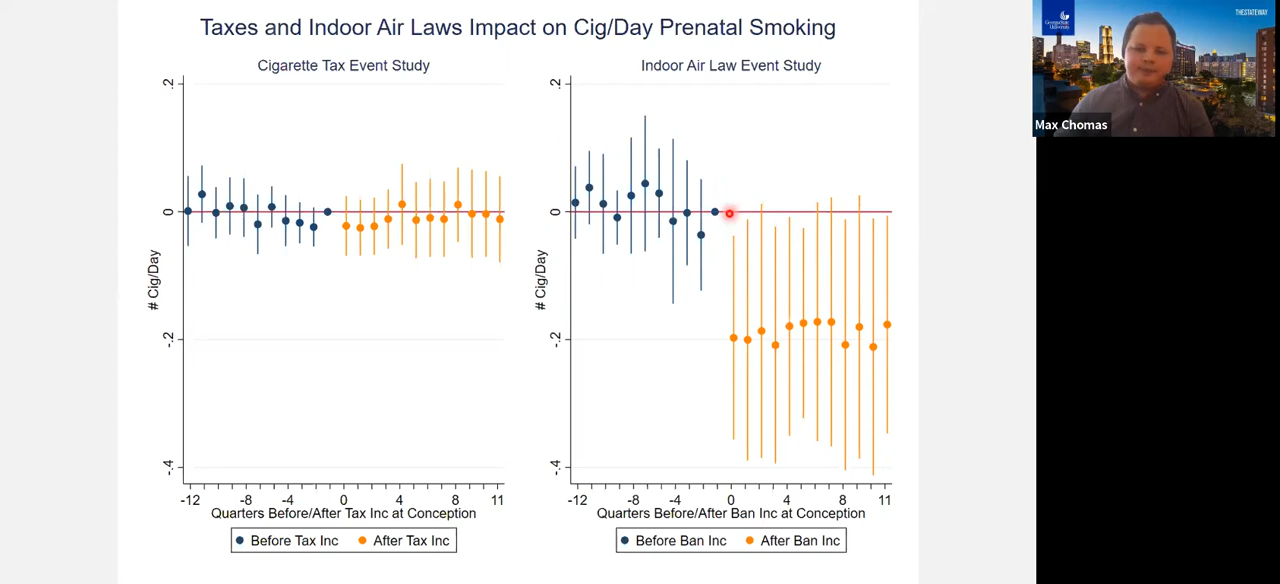 Taxes and Indoor Air Laws Impact on Cig/Day Prenatal Smoking
Cigarette Tax Event Study
# Cig/Day
.2
0
-.2
-.4
-12 -8 -4 0 4 8 11
Quarters Before/After Tax Inc at Conception
Before Tax Inc After Tax Inc
Indoor Air Law Event Study
# Cig/Day
.2
0
-.2
-.4
-12 -8 -4 0 4 8 11
Quarters Before/After Ban Inc at Conception
Before Ban Inc After Ban Inc
GeorgiaState
University
THESTATEWAY
Max Chomas